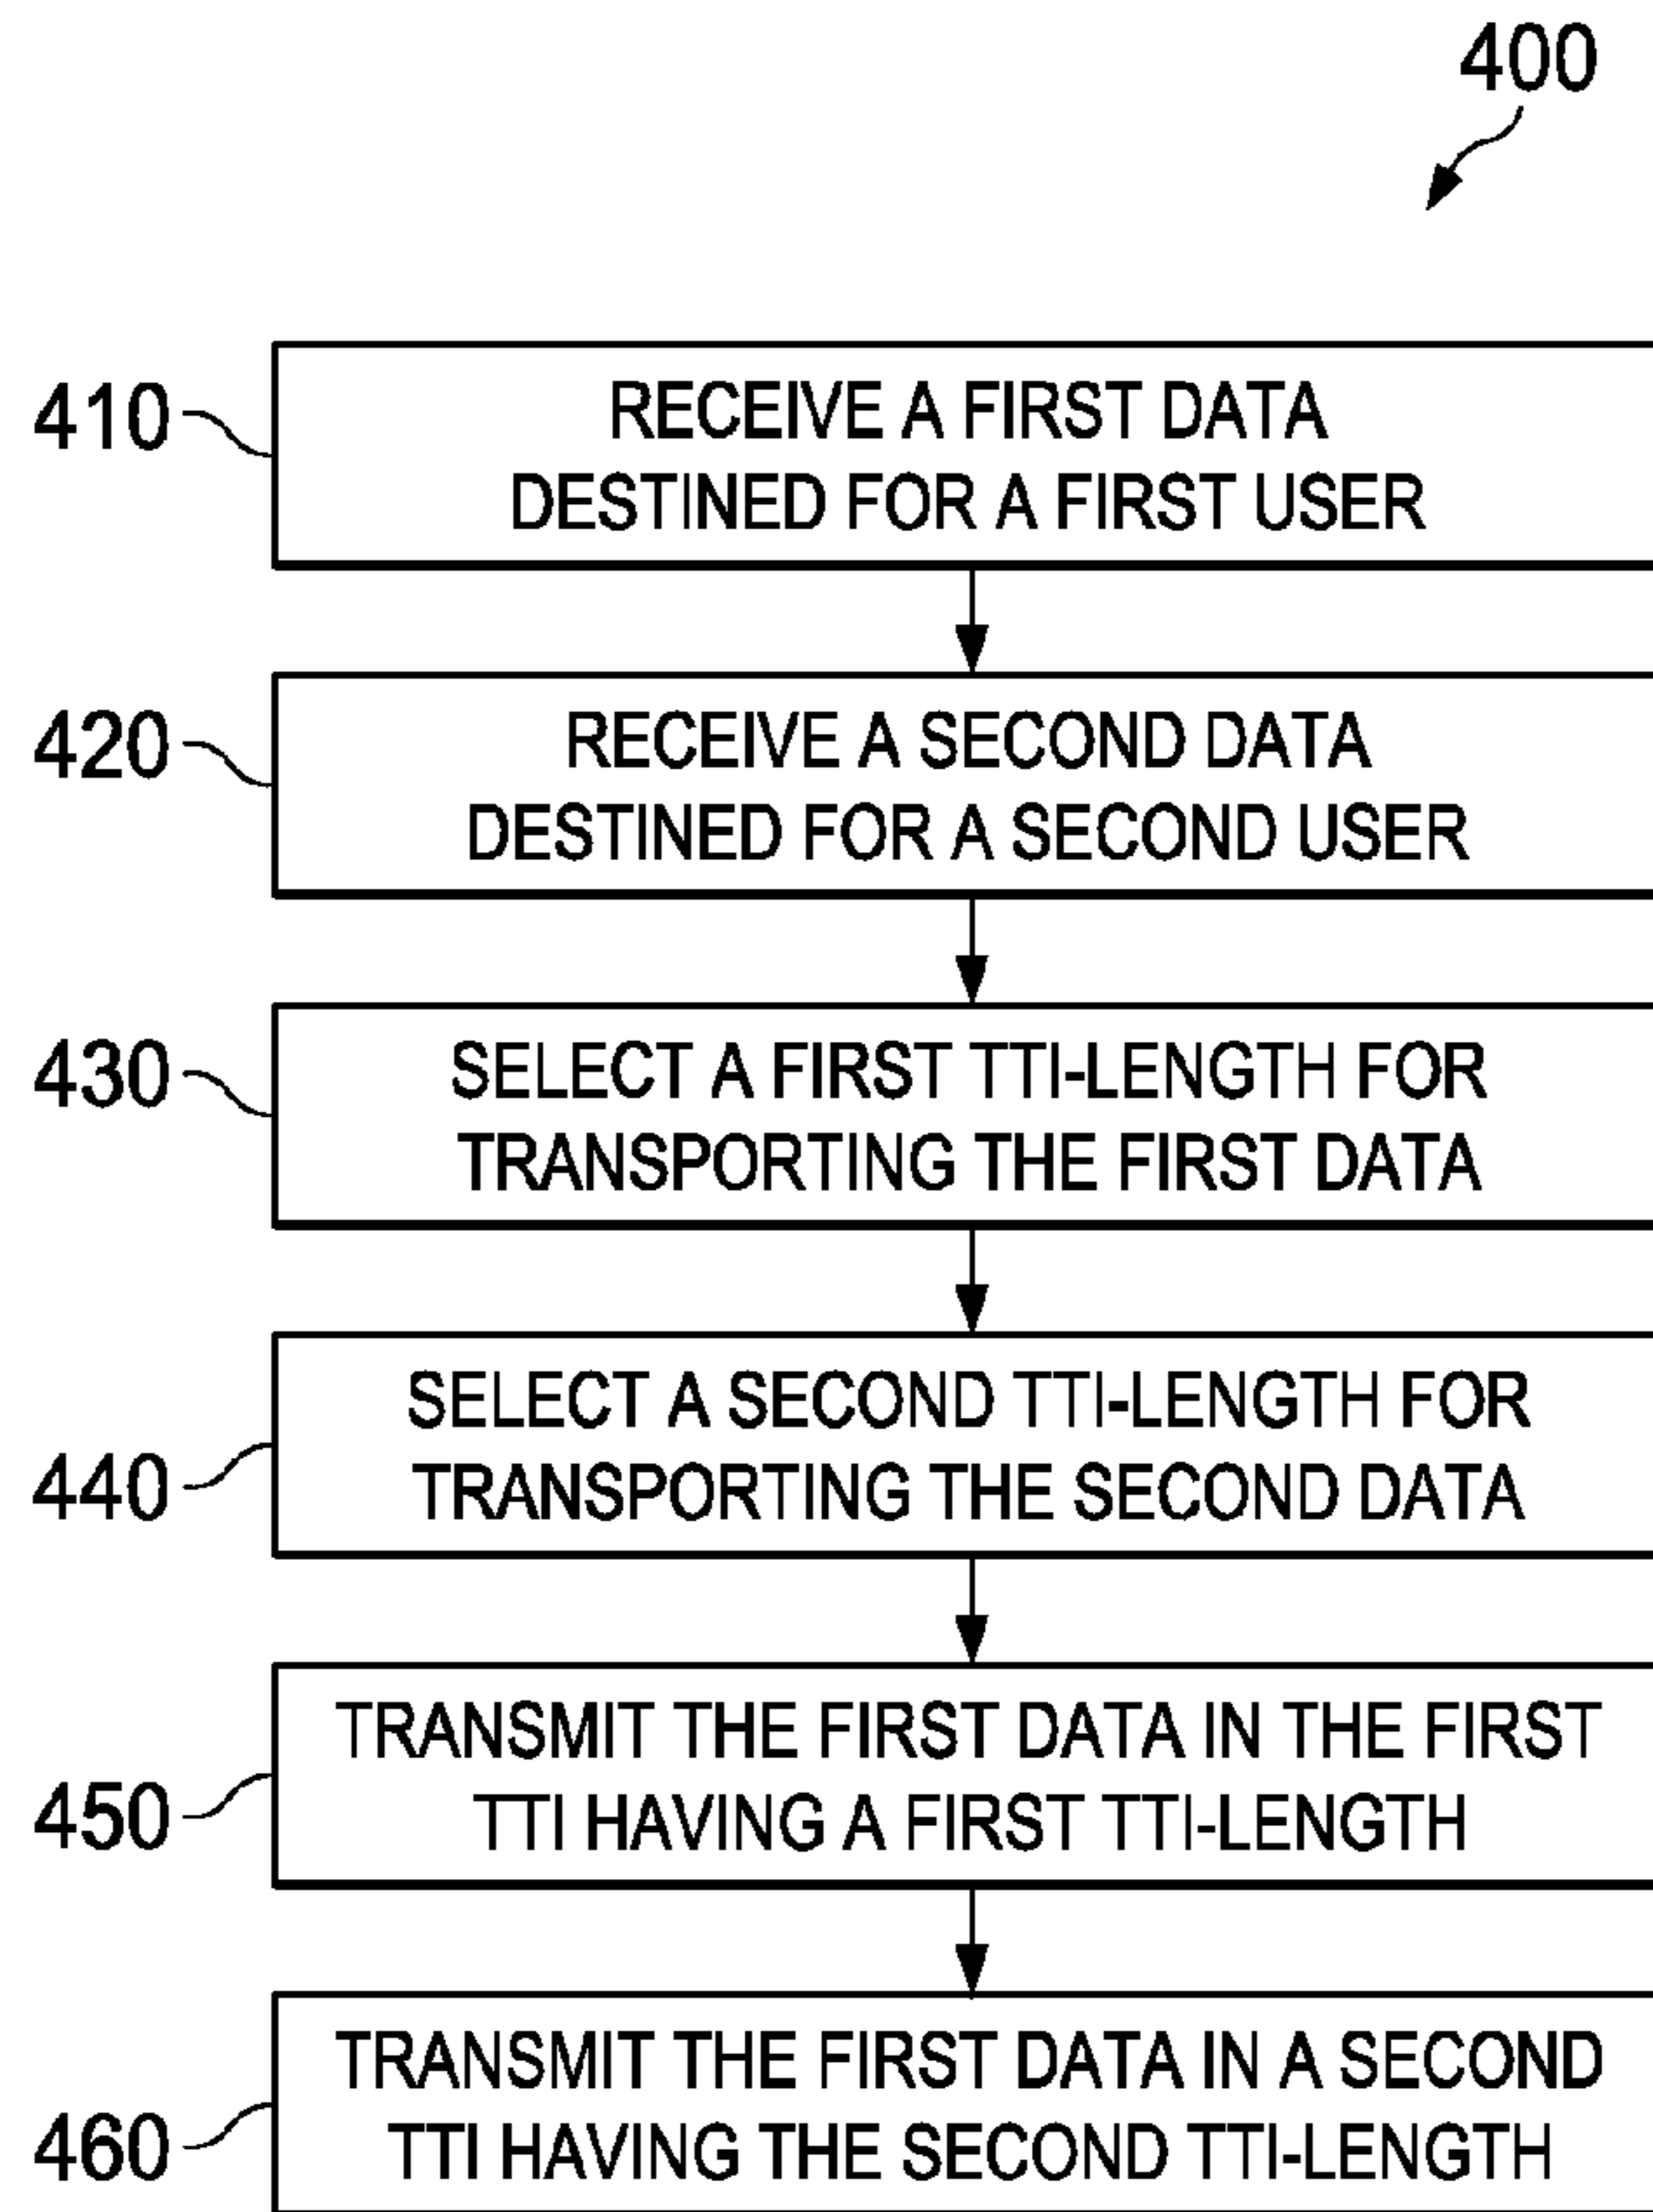 400
410
RECEIVE A FIRST DATA
DESTINED FOR A FIRST USER
420
RECEIVE A SECOND DATA
DESTINED FOR A SECOND USER
430
SELECT A FIRST TTI-LENGTH FOR
TRANSPORTING THE FIRST DATA
440
SELECT A SECOND TTI-LENGTH FOR
TRANSPORTING THE SECOND DATA
450
TRANSMIT THE FIRST DATA IN THE FIRST
TTI HAVING A FIRST TTI-LENGTH
460
TRANSMIT THE FIRST DATA IN A SECOND
TTI HAVING THE SECOND TTI-LENGTH